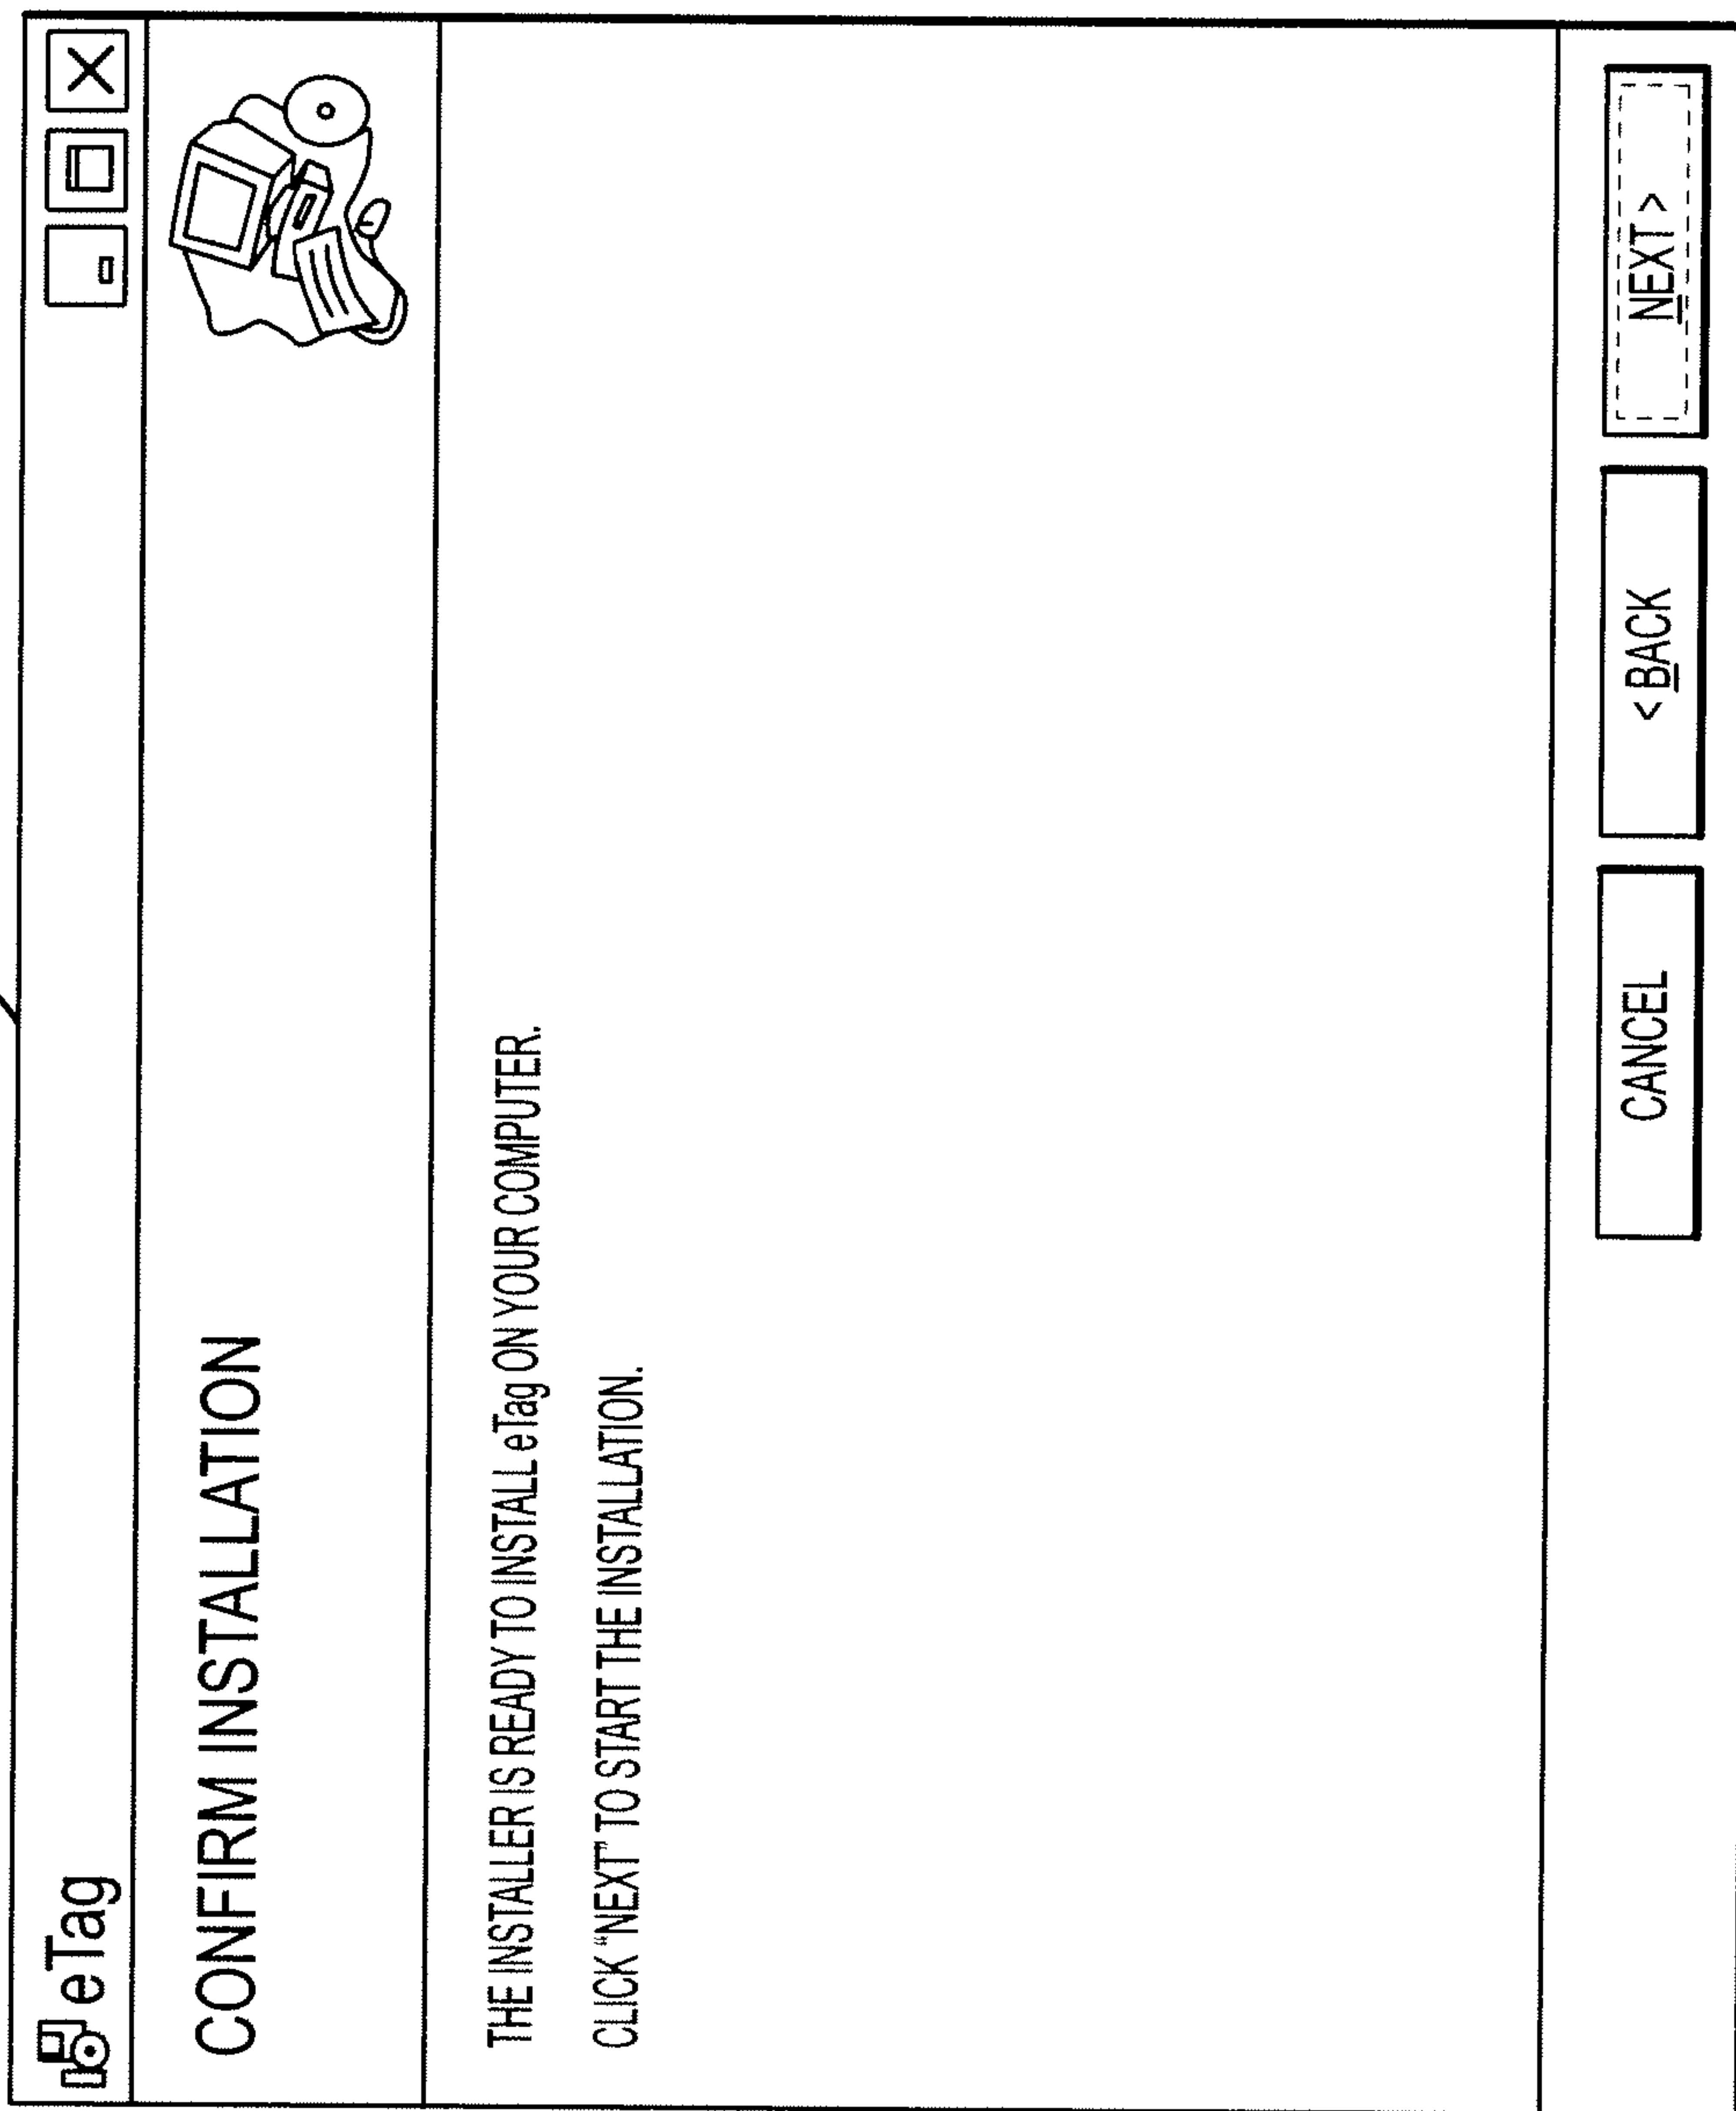 eTag
CONFIRM INSTALLATION
THE INSTALLER IS READY TO INSTALL eTag ON YOUR COMPUTER.
CLICK “NEXT” TO START THE INSTALLATION.
CANCEL
< BACK
NEXT >